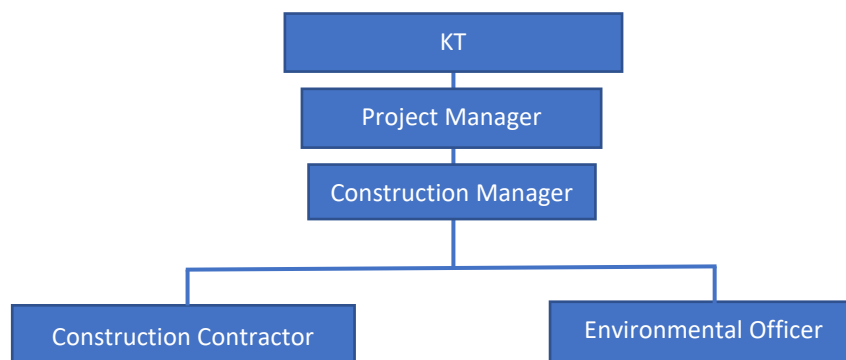 KT
Project Manager
Construction Manager
Construction Contractor
Environmental Officer